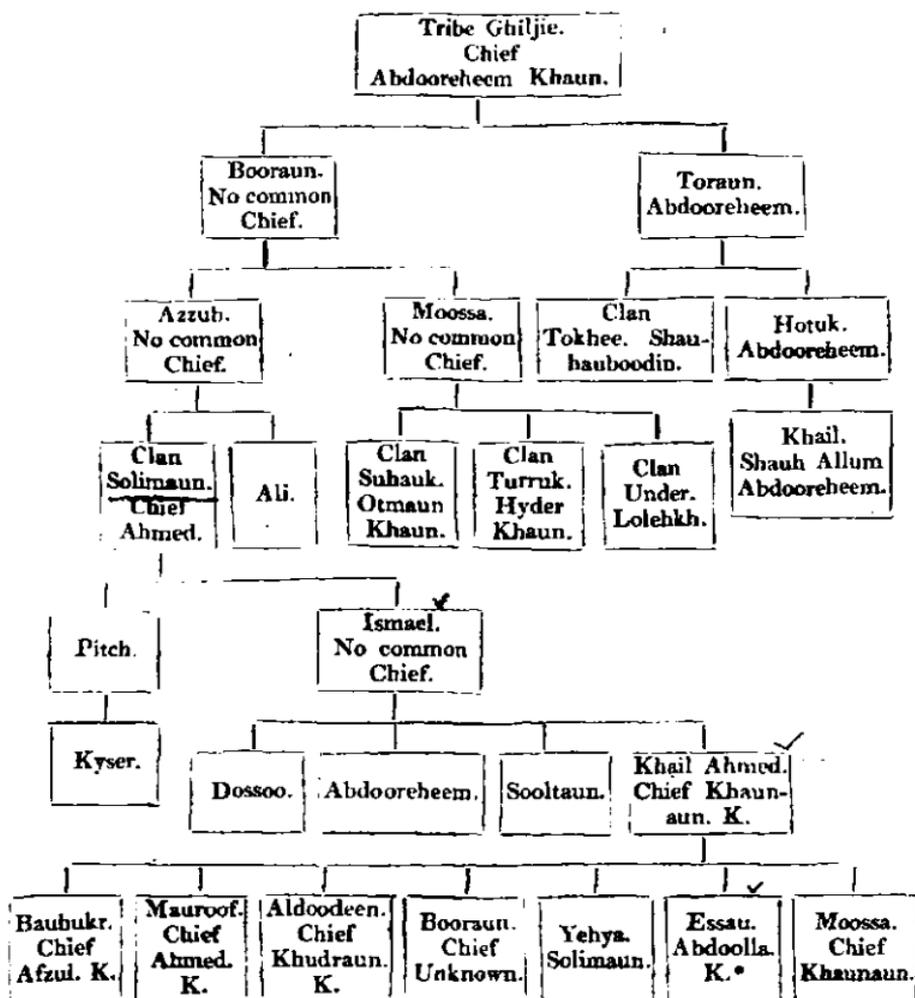 Tribe Ghiljie.
Chief
Abdooreheem Khaun.
Booraun.
No common
Chief.
Toraun.
Abdooreheem.
Azzub.
No common
Chief.
Moossa.
No common
Chief.
Clan
Tokhee. Shau-
hauboodin.
Hotuk.
Abdooreheem.
Clan
Solimaun.
Chief
Ahmed.
Ali.
Clan
Suhauk.
Otmaun
Khaun.
Clan
Turruk.
Hyder
Khaun.
Clan
Under.
Lolehkh.
Khail.
Shauh Allum
Abdooreheem.
Pitch.
Ismael.
No common
Chief.
Kyser.
Dossoo.
Abdooreheem.
Sooltaun.
Khail Ahmed.
Chief Khaun-
aun. K.
Baubukr.
Chief
Afzul. K.
Mauroof.
Chief
Ahmed.
K.
Aldoodeen.
Chief
Khudraun.
K.
Booraun.
Chief
Unknown.
Yehya.
Solimaun.
Essau.
Abdoolla.
K.*
Moossa.
Chief
Khaunaun.